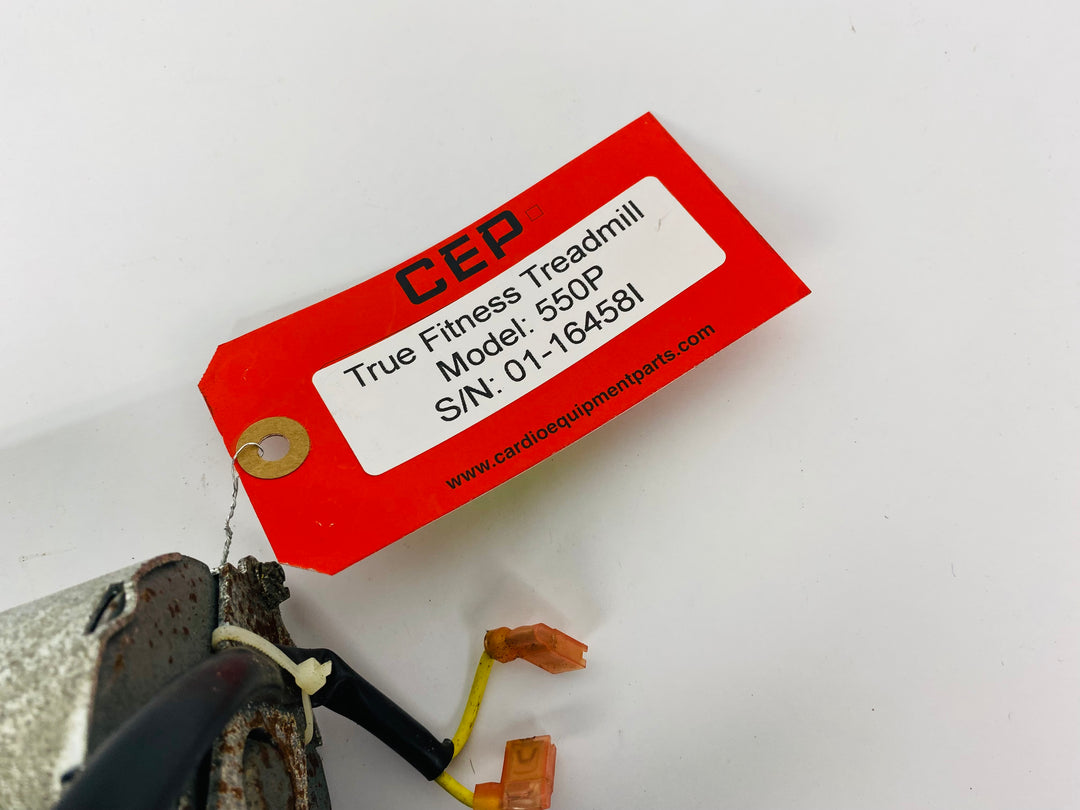 CEP
True Fitness Treadmill
Model: 550P
S/N: 01-16458I
www.cardioequipmentparts.com